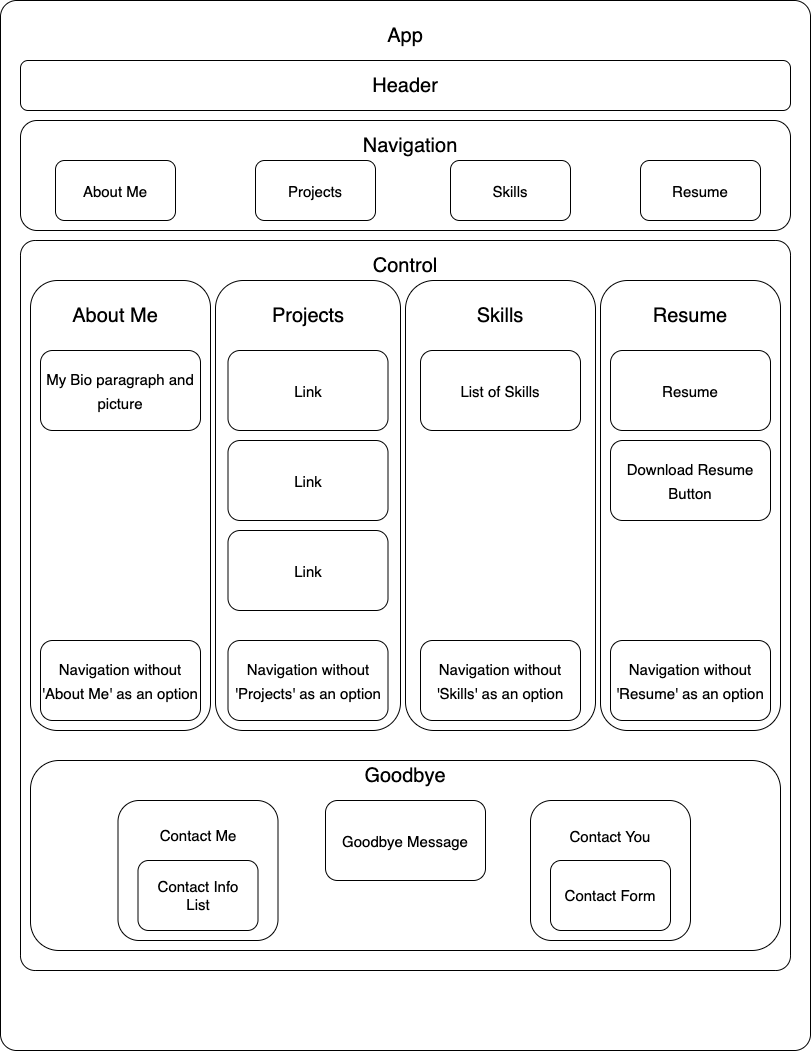 App
Header
Navigation
About Me
Projects
Skills
Resume
Control
About Me
My Bio paragraph and
picture
Navigation without
'About Me' as an option
Projects
Link
Link
Link
Navigation without
'Projects' as an option
Skills
List of Skills
Navigation without
'Skills' as an option
Resume
Resume
Download Resume
Button
Navigation without
'Resume' as an option
Goodbye
Contact Me
Contact Info
List
Goodbye Message
Contact You
Contact Form